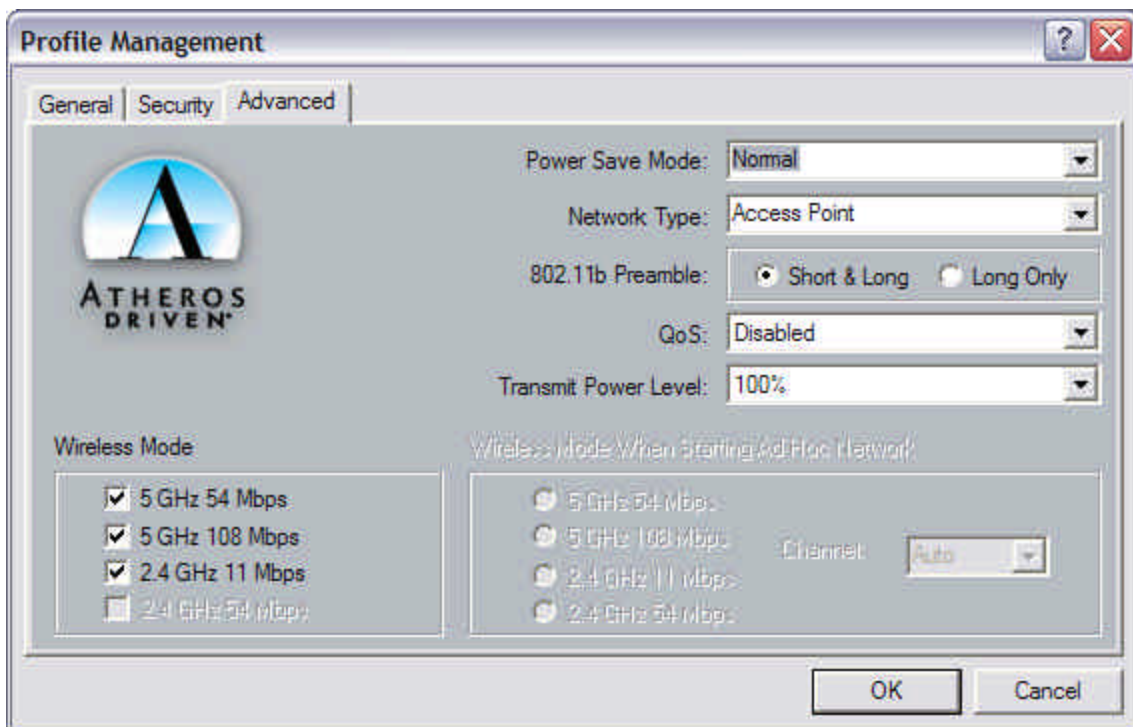 Profile Management
General Security Advanced
Power Save Mode: Normal
Network Type: Access Point
802.11b Preamble: Short & Long Long Only
QoS: Disabled
Transmit Power Level: 100%
ATHEROS
DRIVEN
Wireless Mode
5 GHz 54 Mbps
5 GHz 108 Mbps
2.4 GHz 11 Mbps
2.4 GHz 54 Mbps
Wireless Mode When Starting Ad Hoc Network
5 GHz 54 Mbps
5 GHz 108 Mbps
2.4 GHz 11 Mbps
2.4 GHz 54 Mbps
Channel: Auto
OK Cancel